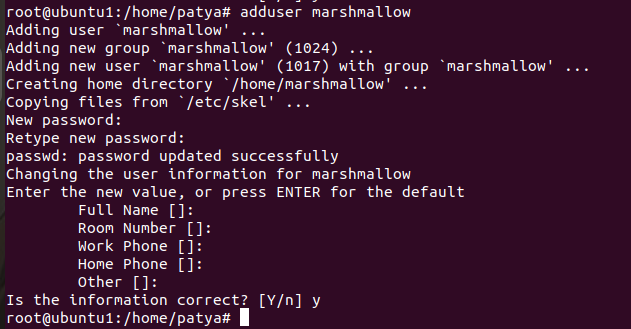 root@ubuntu1:/home/patya# adduser marshmallow
Adding user `marshmallow' ...
Adding new group `marshmallow' (1024) ...
Adding new user `marshmallow' (1017) with group `marshmallow' ...
Creating home directory `/home/marshmallow' ...
Copying files from `/etc/skel' ...
New password:
Retype new password:
passwd: password updated successfully
Changing the user information for marshmallow
Enter the new value, or press ENTER for the default
Full Name []:
Room Number []:
Work Phone []:
Home Phone []:
Other []:
Is the information correct? [Y/n] y
root@ubuntu1:/home/patya#